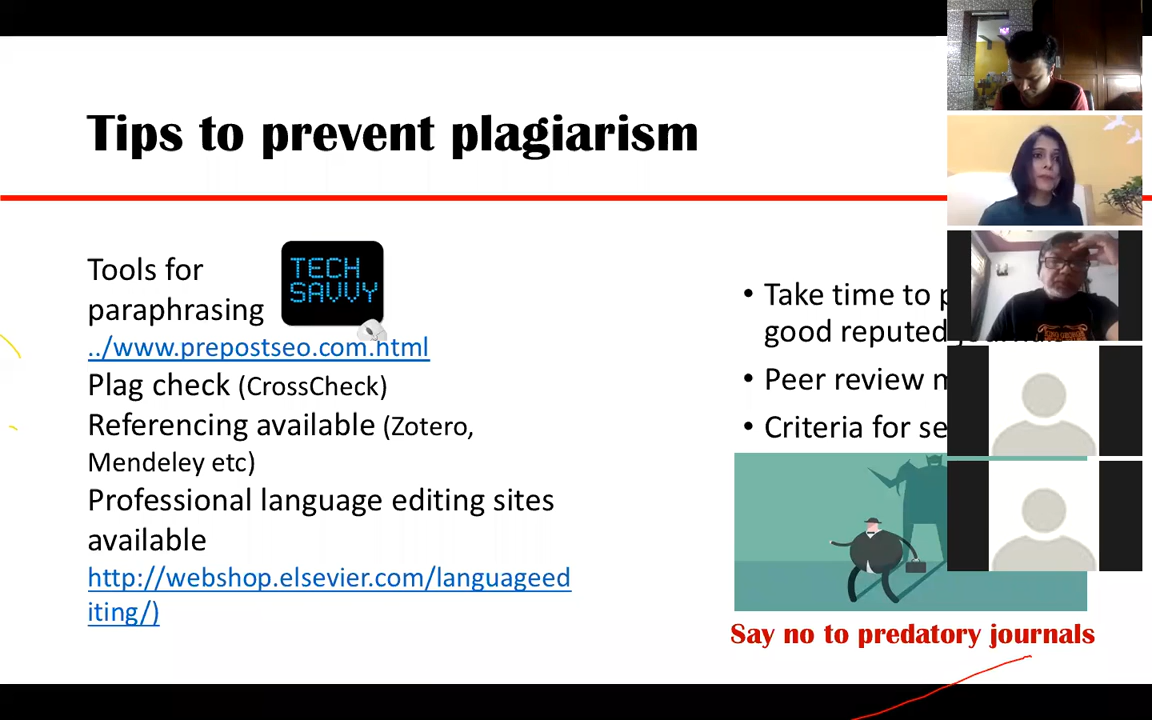 Tips to prevent plagiarism
Tools for
paraphrasing
TECH
SAVVY
../www.prepostseo.com.html
Plag check (CrossCheck)
Referencing available (Zotero,
Mendeley etc)
Professional language editing sites
available
http://webshop.elsevier.com/languageed
iting/)
• Take time to
good reputed
• Peer review
• Criteria for
Say no to predatory journals